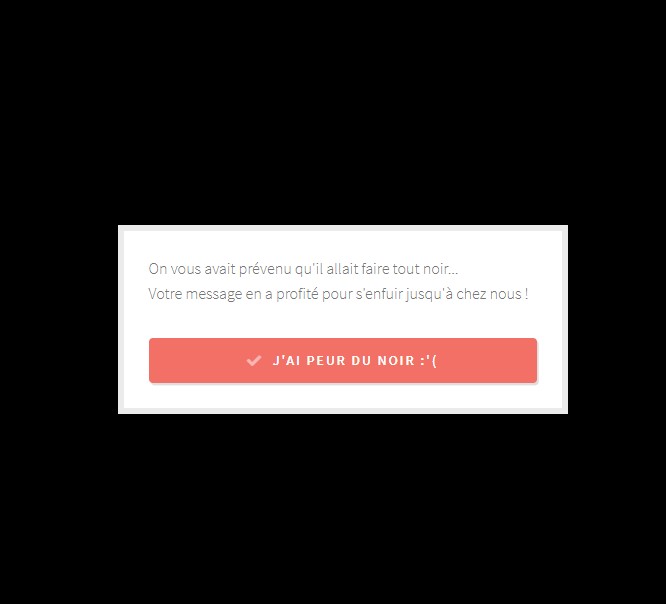 On vous avait prévenu qu'il allait faire tout noir...
Votre message en a profité pour s'enfuir jusqu'à chez nous !
J'AI PEUR DU NOIR :'(